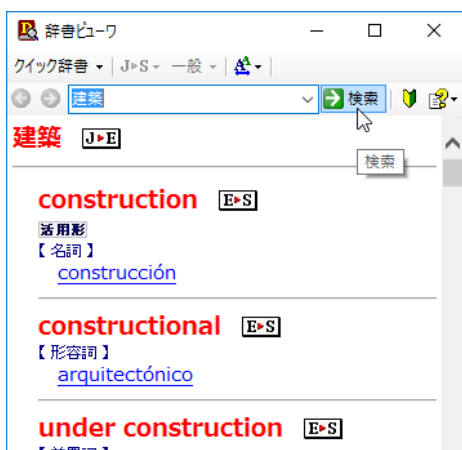 辞書ビューワ
クイック辞書 J▸S 一般 A
建築 検索
建築 J▸E
検索
construction E▸S
活用形
【 名詞 】
construcción
constructional E▸S
【 形容詞 】
arquitectónico
under construction E▸S